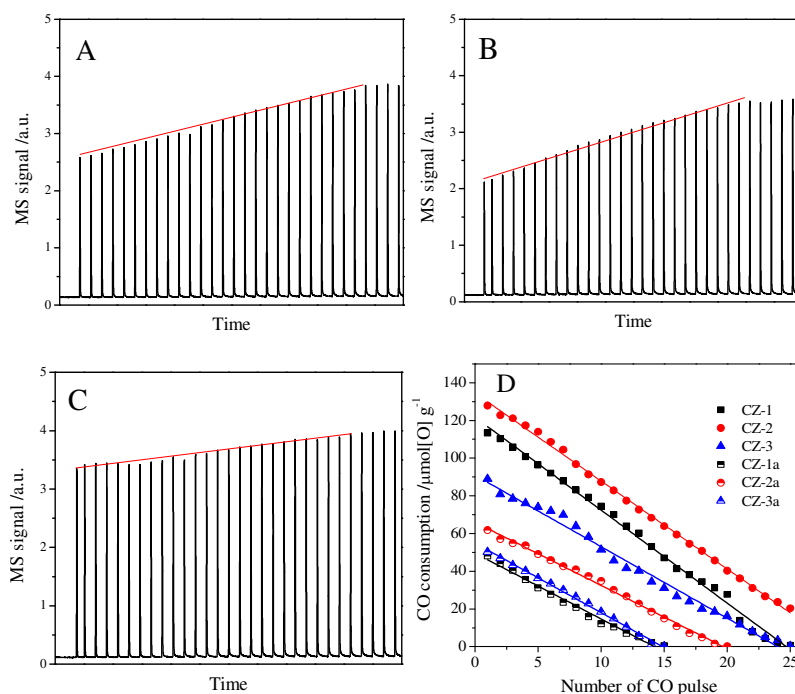 A
MS signal /a.u.
5
4
3
2
1
0
Time
B
MS signal /a.u.
5
4
3
2
1
0
Time
C
MS signal /a.u.
5
4
3
2
1
0
Time
D
CO consumption /μmol[O] g⁻¹
140
120
100
80
60
40
20
0
0 5 10 15 20 25
Number of CO pulse
CZ-1
CZ-2
CZ-3
CZ-1a
CZ-2a
CZ-3a